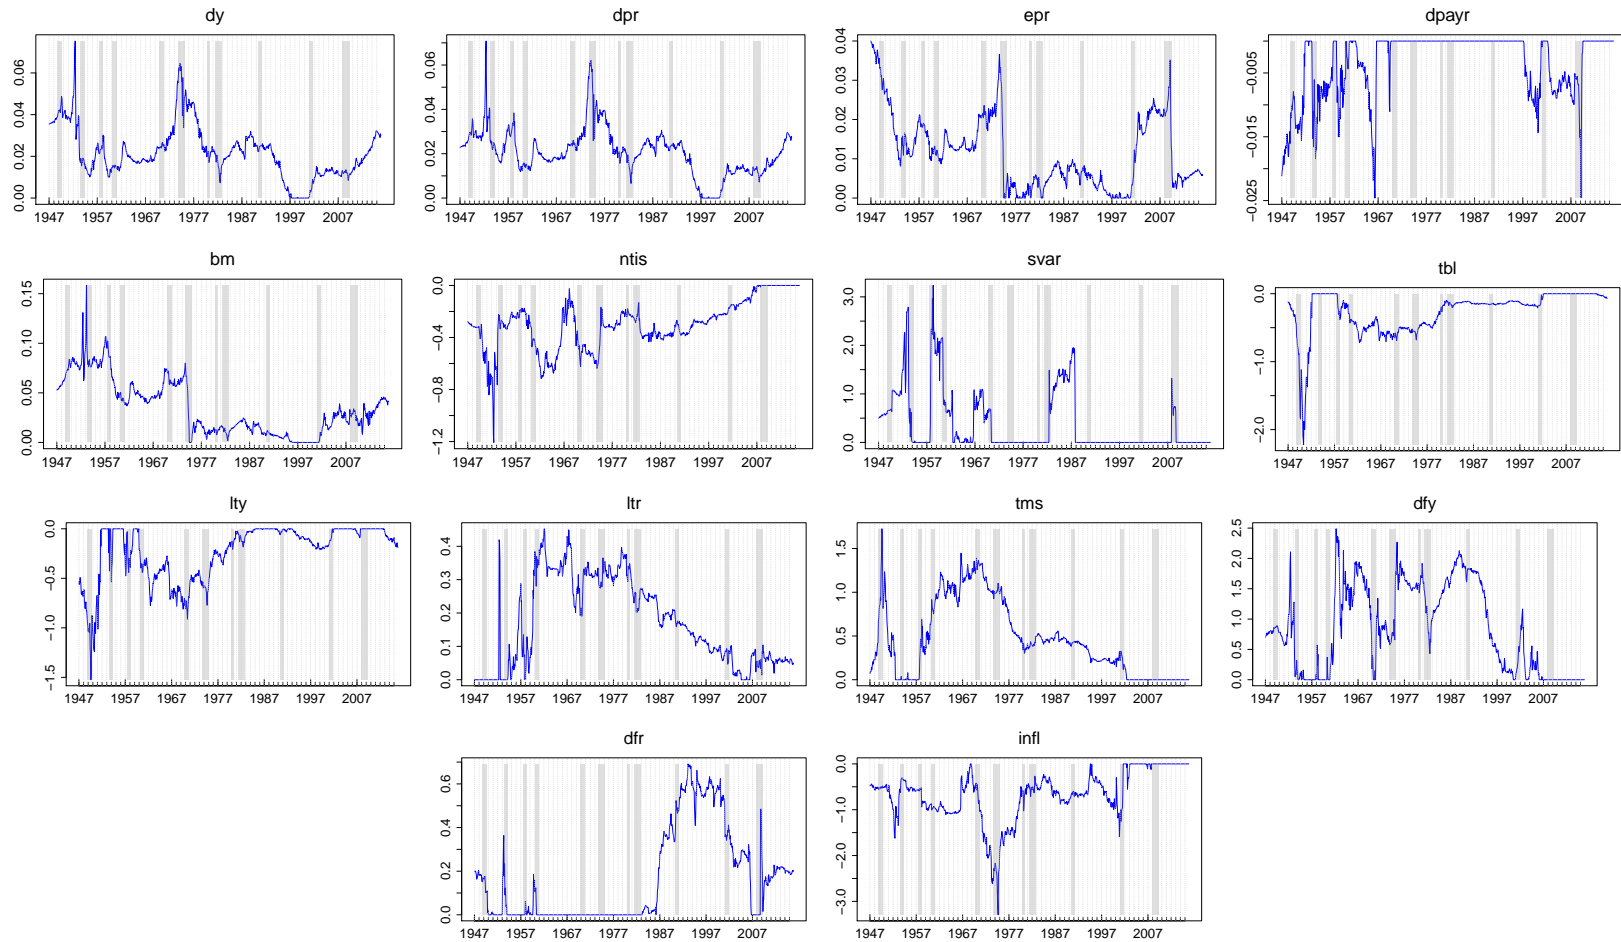 dy
0.00 0.02 0.04 0.06
1947 1957 1967 1977 1987 1997 2007
dpr
0.00 0.01 0.02 0.03 0.04 0.05 0.06
1947 1957 1967 1977 1987 1997 2007
epr
0.00 0.01 0.02 0.03 0.04
1947 1957 1967 1977 1987 1997 2007
dpayr
−0.025 −0.015 −0.005
1947 1957 1967 1977 1987 1997 2007
bm
0.00 0.05 0.10 0.15
1947 1957 1967 1977 1987 1997 2007
ntis
−1.2 −0.8 −0.4 0.0
1947 1957 1967 1977 1987 1997 2007
svar
0.0 1.0 2.0 3.0
1947 1957 1967 1977 1987 1997 2007
tbl
−2.0 −1.0 0.0
1947 1957 1967 1977 1987 1997 2007
lty
−1.5 −1.0 −0.5 0.0
1947 1957 1967 1977 1987 1997 2007
ltr
0.0 0.1 0.2 0.3 0.4
1947 1957 1967 1977 1987 1997 2007
tms
0.0 0.5 1.0 1.5
1947 1957 1967 1977 1987 1997 2007
dfy
0.0 0.5 1.0 1.5 2.0 2.5
1947 1957 1967 1977 1987 1997 2007
dfr
0.0 0.2 0.4 0.6
1947 1957 1967 1977 1987 1997 2007
infl
−3.0 −2.0 −1.0 0.0
1947 1957 1967 1977 1987 1997 2007